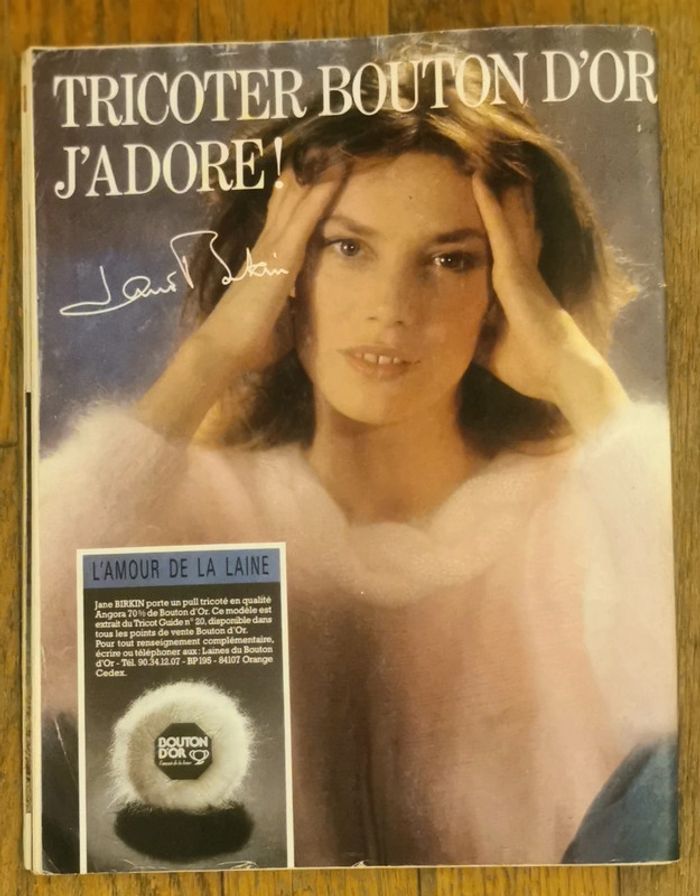 TRICOTER BOUTON D'OR
J'ADORE!
Jane Birkin
L'AMOUR DE LA LAINE
Jane BIRKIN porte un pull tricoté en qualité
Angora 70% de Bouton d'Or. Ce modèle est
extrait du Tricot Guide n° 20, disponible dans
tous les points de vente Bouton d'Or.
Pour tout renseignement complémentaire,
écrire ou téléphoner aux: Laines du Bouton
d'Or - Tél. 90.34.12.07 - BP 195 - 84107 Orange
Cedex.
BOUTON
D'OR
l'amour de la laine